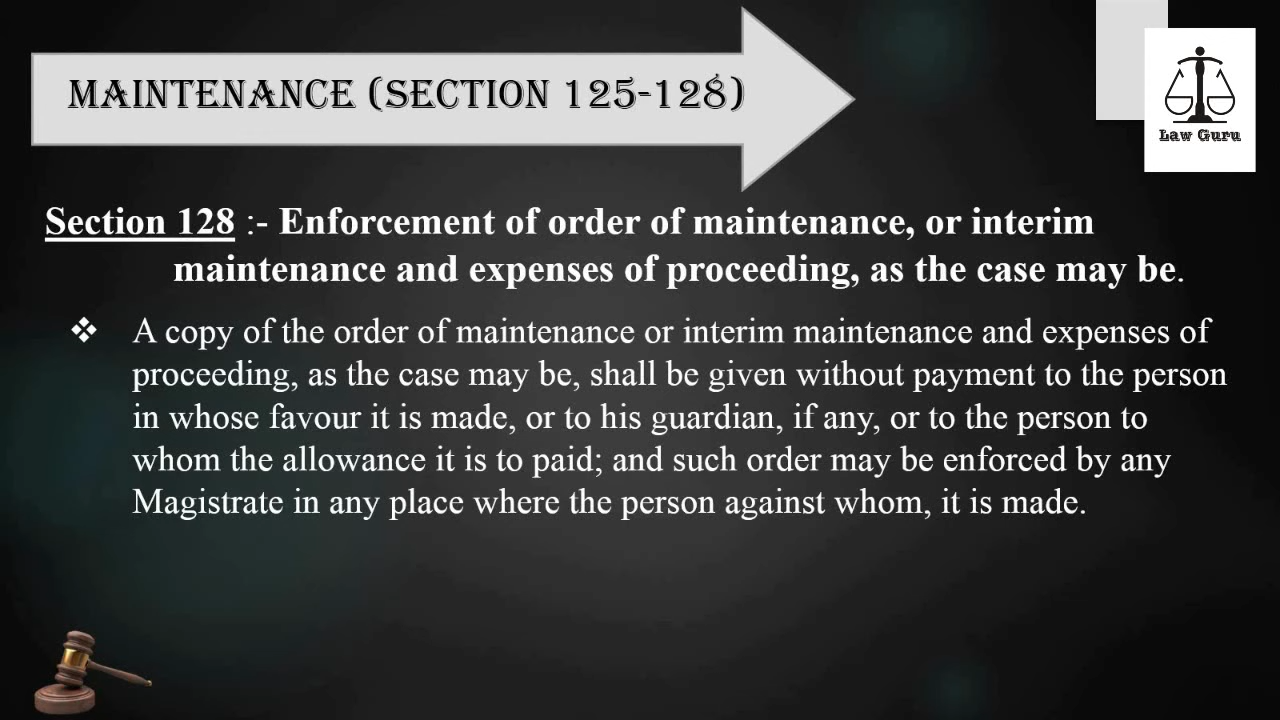 MAINTENANCE (SECTION 125-128)
Law Guru
Section 128 :- Enforcement of order of maintenance, or interim
maintenance and expenses of proceeding, as the case may be.
❖ A copy of the order of maintenance or interim maintenance and expenses of
proceeding, as the case may be, shall be given without payment to the person
in whose favour it is made, or to his guardian, if any, or to the person to
whom the allowance it is to paid; and such order may be enforced by any
Magistrate in any place where the person against whom, it is made.